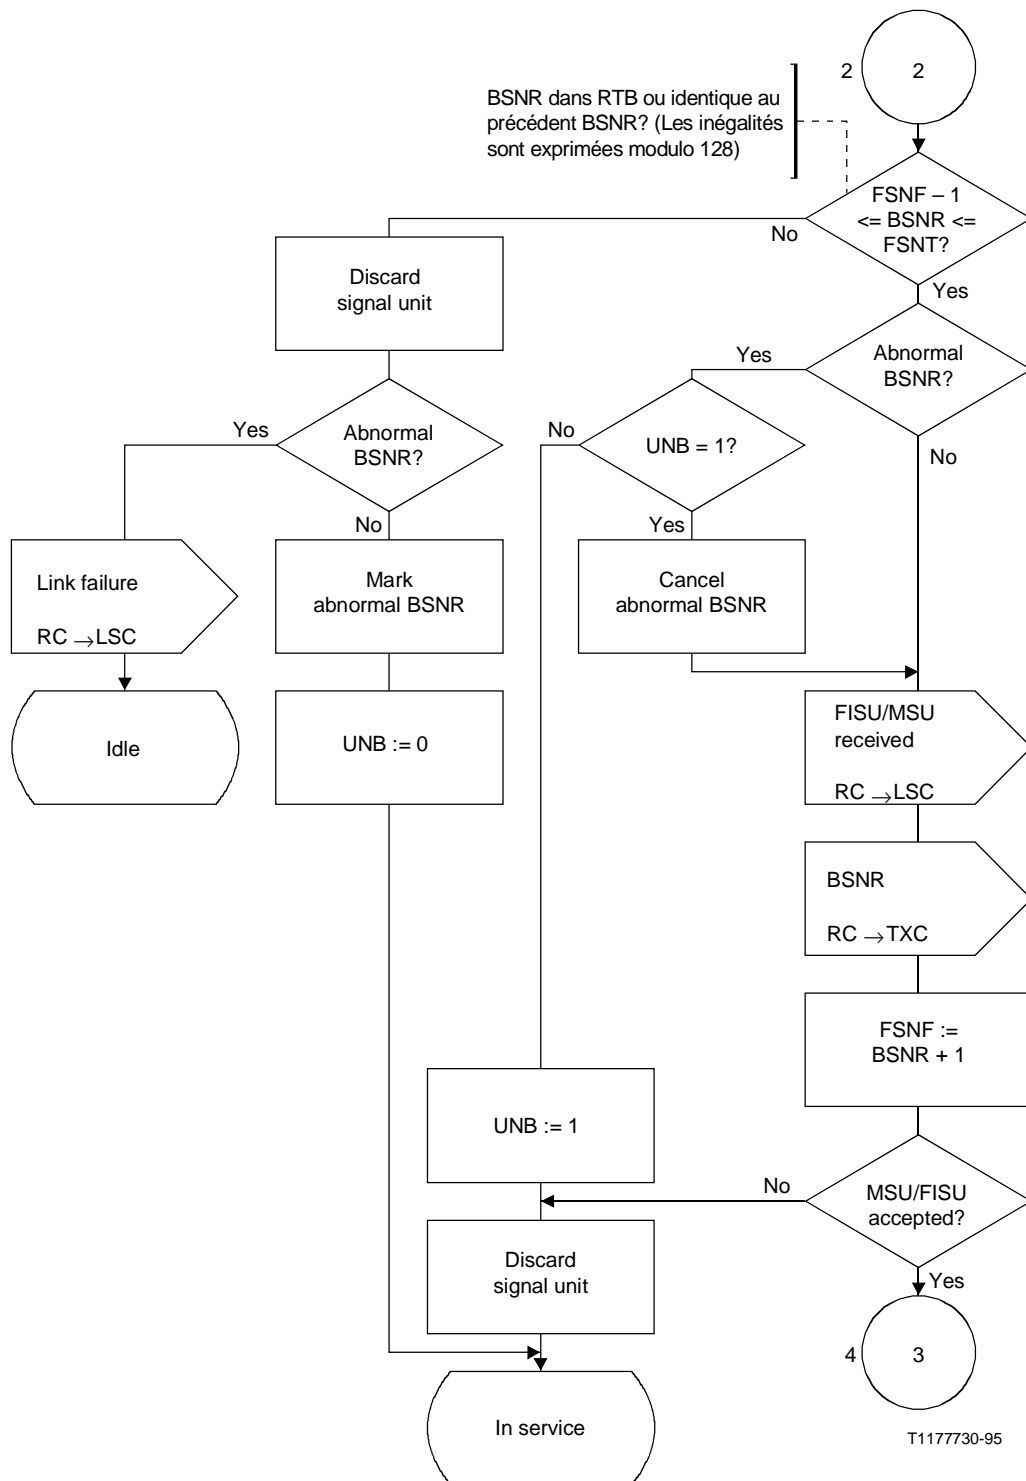 2
2
BSNR dans RTB ou identique au
précédent BSNR? (Les inégalités
sont exprimées modulo 128)
FSNF – 1
<= BSNR <=
FSNT?
No
Yes
Discard
signal unit
Abnormal
BSNR?
Yes
No
Abnormal
BSNR?
Yes
No
UNB = 1?
No
Yes
Link failure
RC →LSC
Mark
abnormal BSNR
Cancel
abnormal BSNR
Idle
UNB := 0
FISU/MSU
received
RC →LSC
BSNR
RC →TXC
FSNF :=
BSNR + 1
UNB := 1
MSU/FISU
accepted?
No
Yes
Discard
signal unit
4
3
In service
T1177730-95